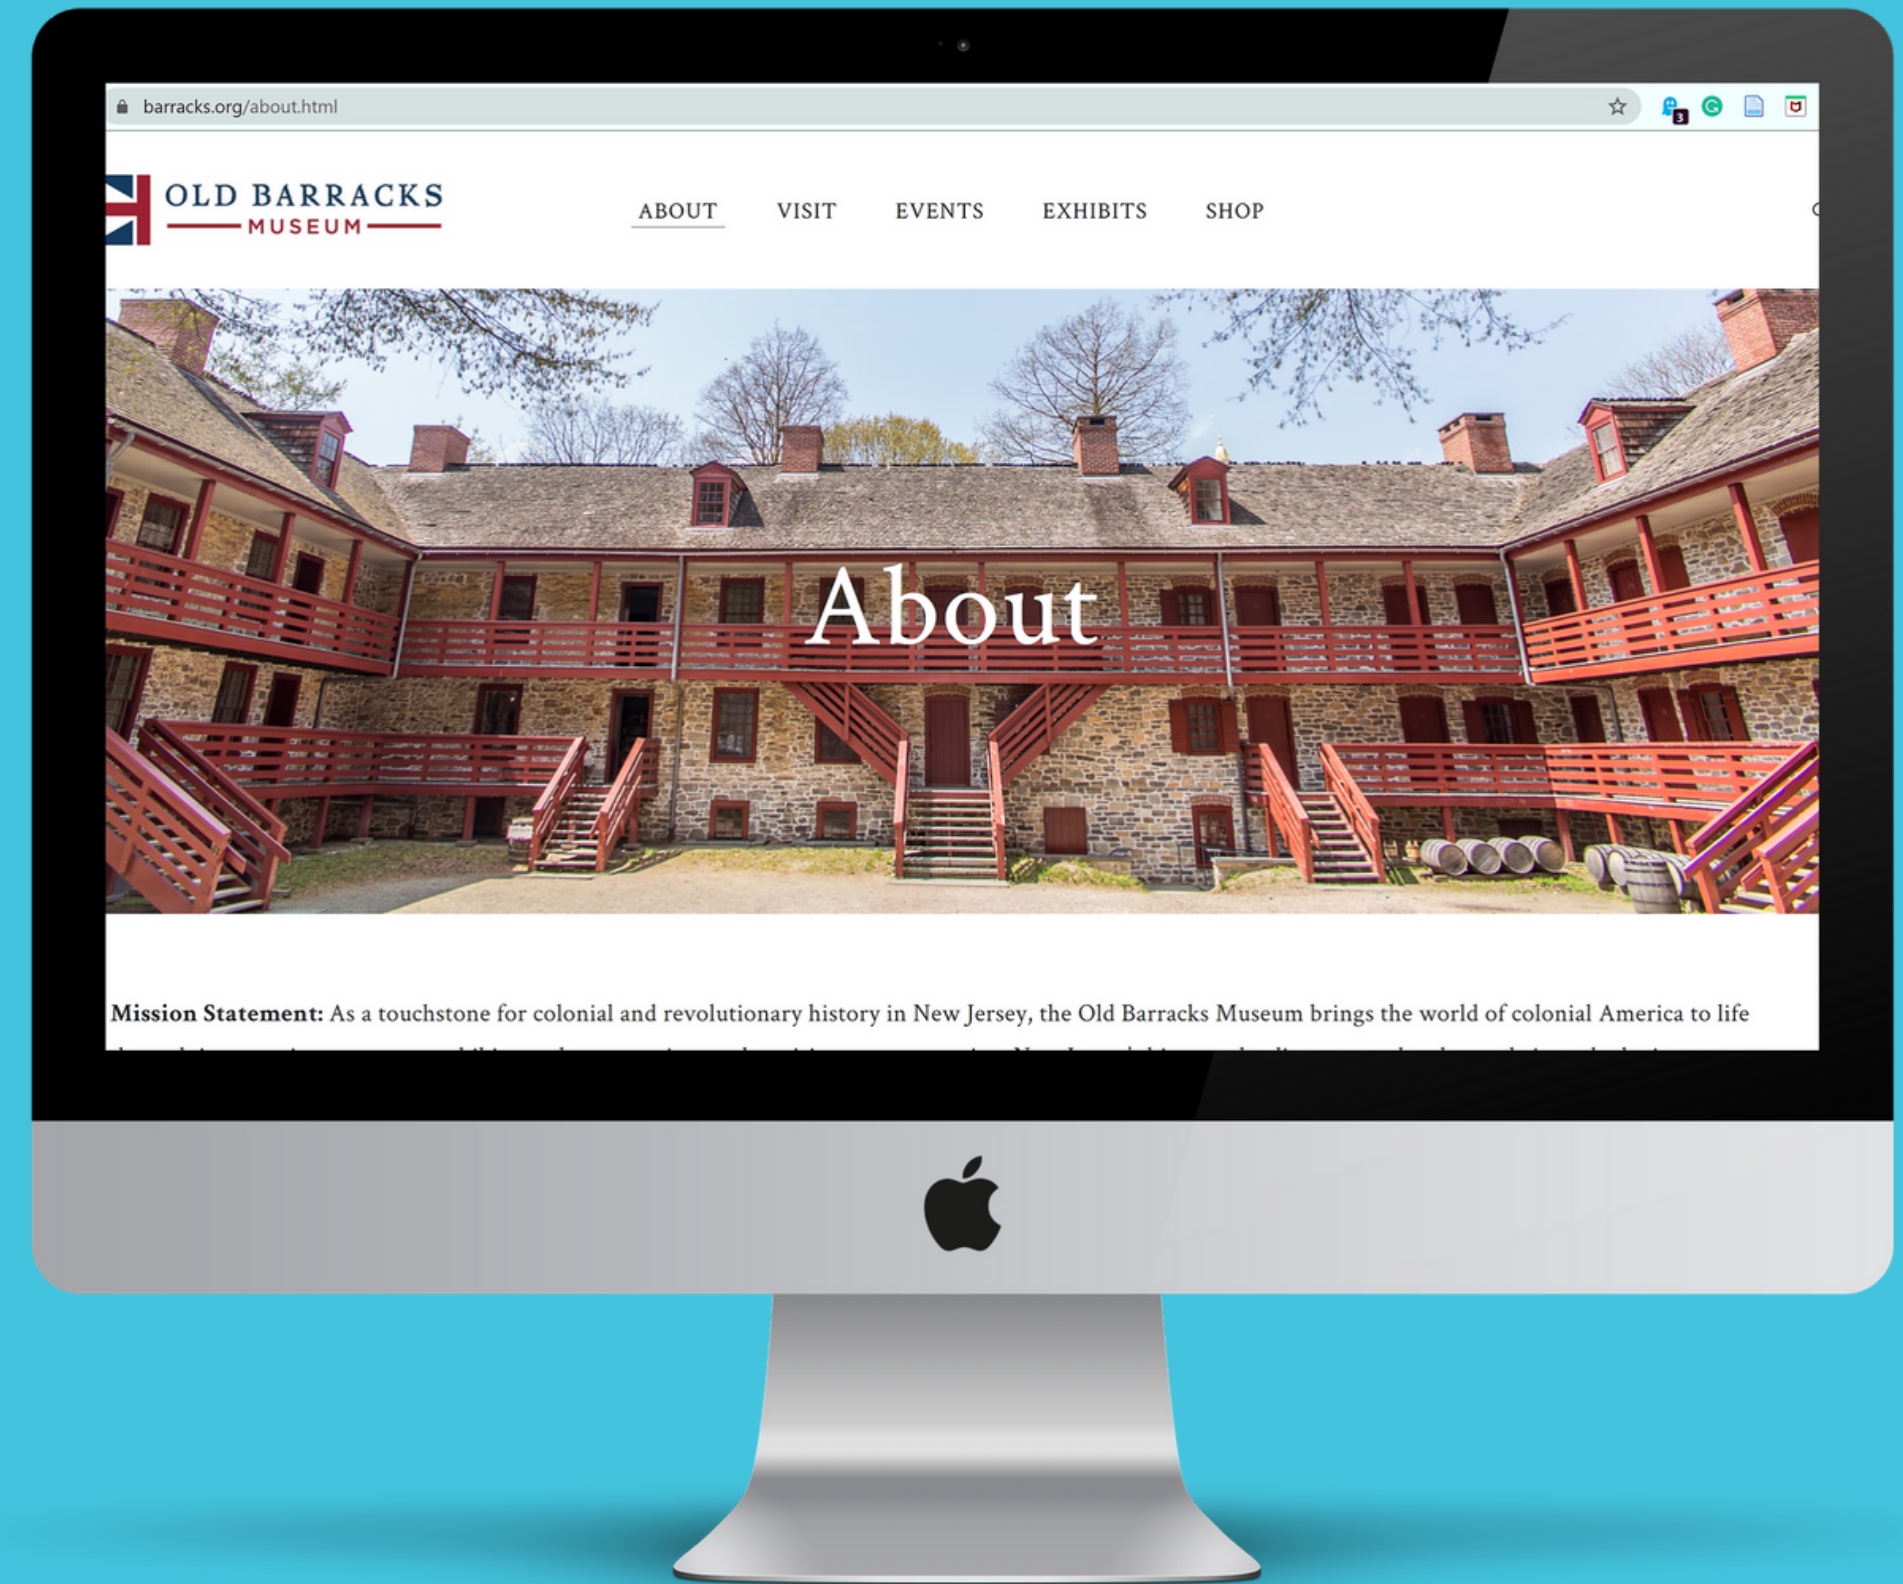 barracks.org/about.html
3
OLD BARRACKS
MUSEUM
ABOUT VISIT EVENTS EXHIBITS SHOP
About
Mission Statement: As a touchstone for colonial and revolutionary history in New Jersey, the Old Barracks Museum brings the world of colonial America to life